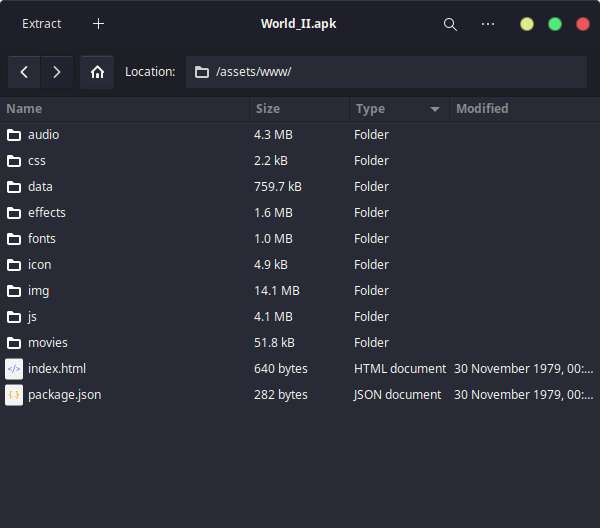 Extract World_II.apk
Location: /assets/www/
Name Size Type Modified
audio 4.3 MB Folder
css 2.2 kB Folder
data 759.7 kB Folder
effects 1.6 MB Folder
fonts 1.0 MB Folder
icon 4.9 kB Folder
img 14.1 MB Folder
js 4.1 MB Folder
movies 51.8 kB Folder
index.html 640 bytes HTML document 30 November 1979, 00:...
package.json 282 bytes JSON document 30 November 1979, 00:...